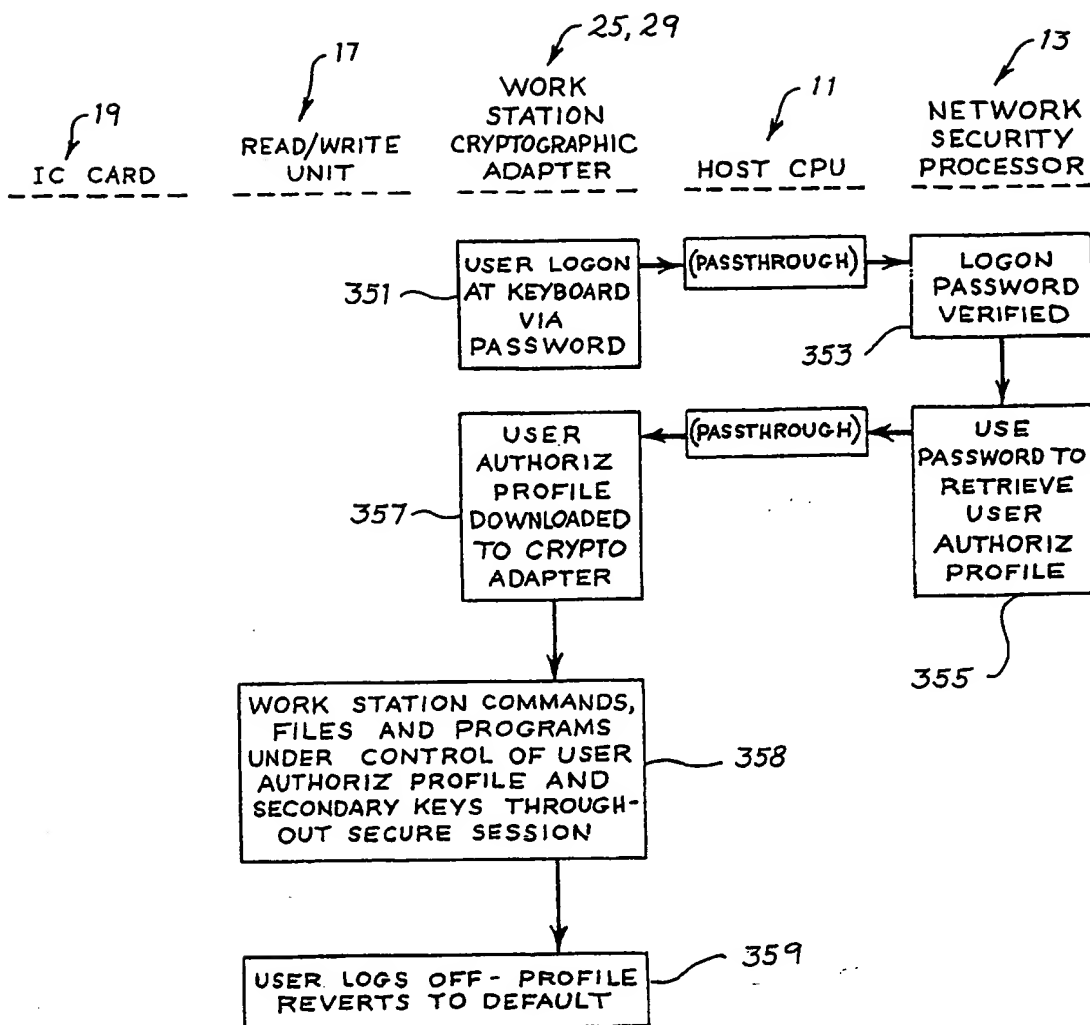 19
IC CARD
17
READ/WRITE
UNIT
25, 29
WORK
STATION
CRYPTOGRAPHIC
ADAPTER
11
HOST CPU
13
NETWORK
SECURITY
PROCESSOR
351
USER LOGON
AT KEYBOARD
VIA
PASSWORD
(PASSTHROUGH)
LOGON
PASSWORD
VERIFIED
353
357
USER
AUTHORIZ
PROFILE
DOWNLOADED
TO CRYPTO
ADAPTER
(PASSTHROUGH)
USE
PASSWORD TO
RETRIEVE
USER
AUTHORIZ
PROFILE
355
WORK STATION COMMANDS,
FILES AND PROGRAMS
UNDER CONTROL OF USER
AUTHORIZ PROFILE AND
SECONDARY KEYS THROUGH-
OUT SECURE SESSION
358
USER LOGS OFF - PROFILE
REVERTS TO DEFAULT
359